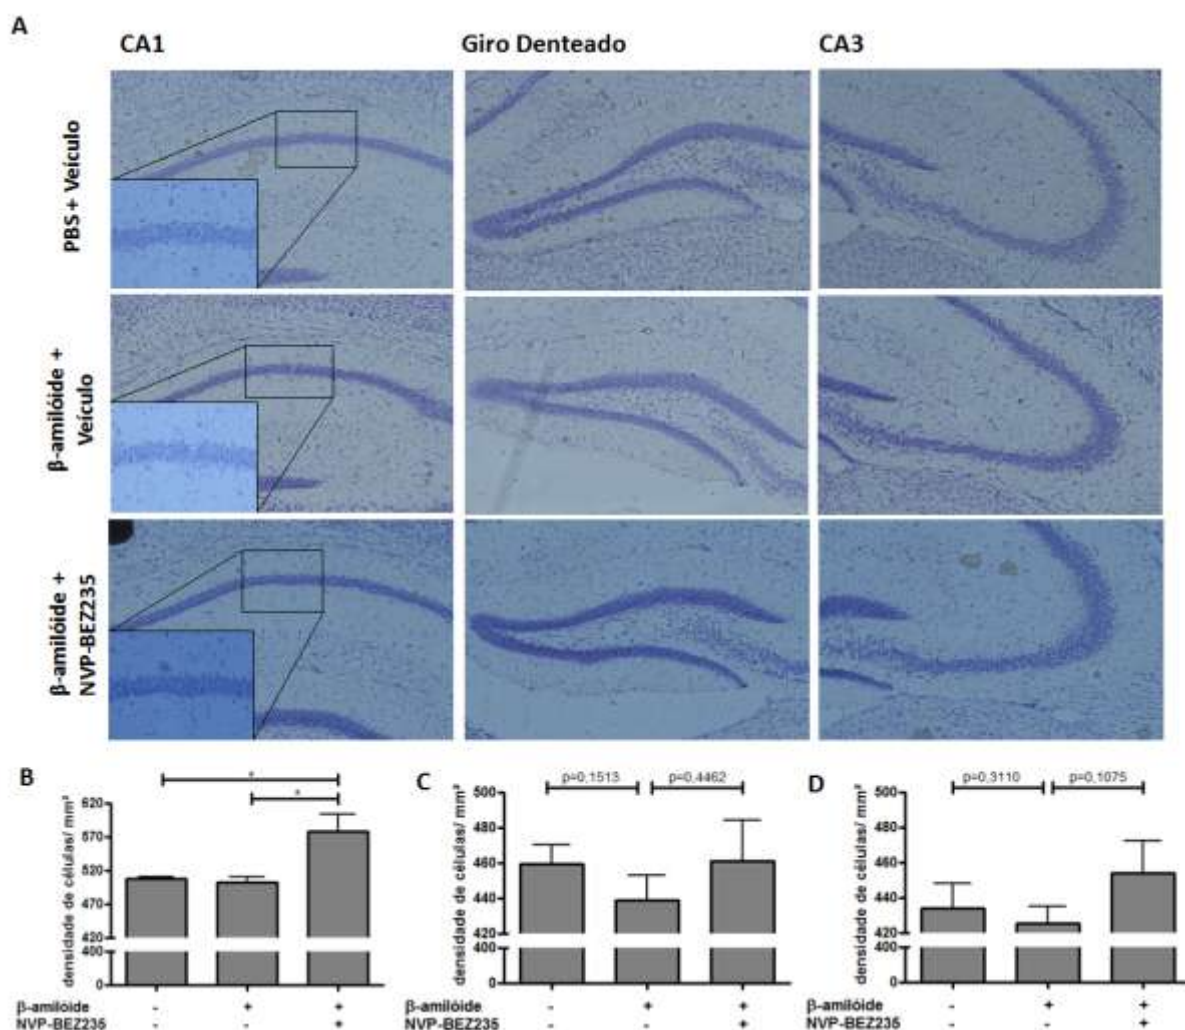 A
CA1 Giro Denteado CA3
PBS + Veículo
β-amilóide +
Veículo
β-amilóide +
NVP-BEZ235
B
*
*
densidade de células/ mm²
620
570
520
470
420
400
0
β-amilóide - + +
NVP-BEZ235 - - +
C
p=0,1513 p=0,4462
densidade de células/ mm²
500
480
460
440
420
400
0
- + +
- - +
D
p=0,3110 p=0,1075
densidade de células/ mm²
500
480
460
440
420
400
0
β-amilóide - + +
NVP-BEZ235 - - +